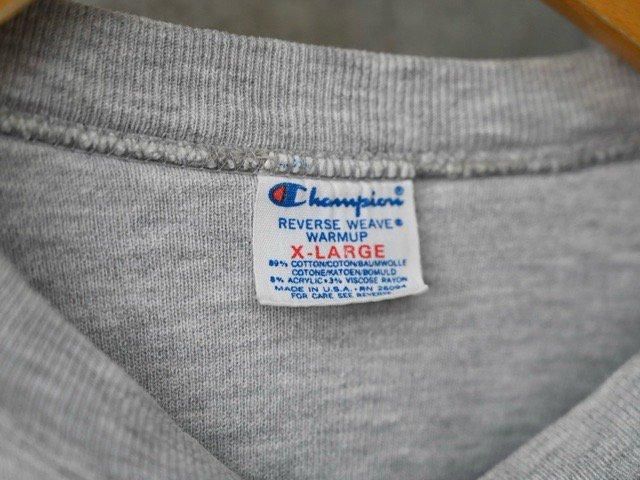 Champion®
REVERSE WEAVE®
WARMUP
X-LARGE
89% COTTON/COTON/BAUMWOLLE
COTONE/KATOEN/BOMULD
8% ACRYLIC•3% VISCOSE RAYON
MADE IN U.S.A. • RN 26094
FOR CARE SEE REVERSE